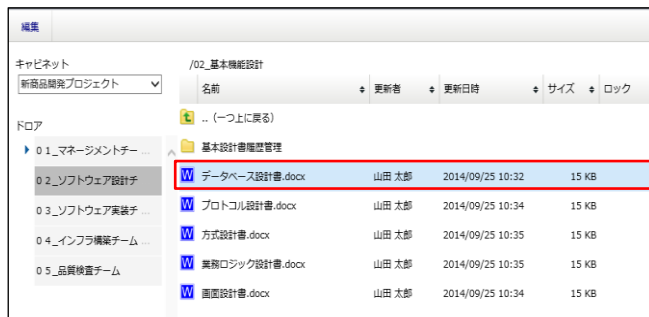 編集
キャビネット
新商品開発プロジェクト
ドロア
０１_マネージメントチー ...
０２_ソフトウェア設計チ
０３_ソフトウェア実装チ ...
０４_インフラ構築チーム ...
０５_品質検査チーム
/02_基本機能設計
名前 更新者 更新日時 サイズ ロック
.. (一つ上に戻る)
基本設計書履歴管理
データベース設計書.docx 山田 太郎 2014/09/25 10:32 15 KB
プロトコル設計書.docx 山田 太郎 2014/09/25 10:34 15 KB
方式設計書.docx 山田 太郎 2014/09/25 10:35 15 KB
業務ロジック設計書.docx 山田 太郎 2014/09/25 10:35 15 KB
画面設計書.docx 山田 太郎 2014/09/25 10:34 15 KB